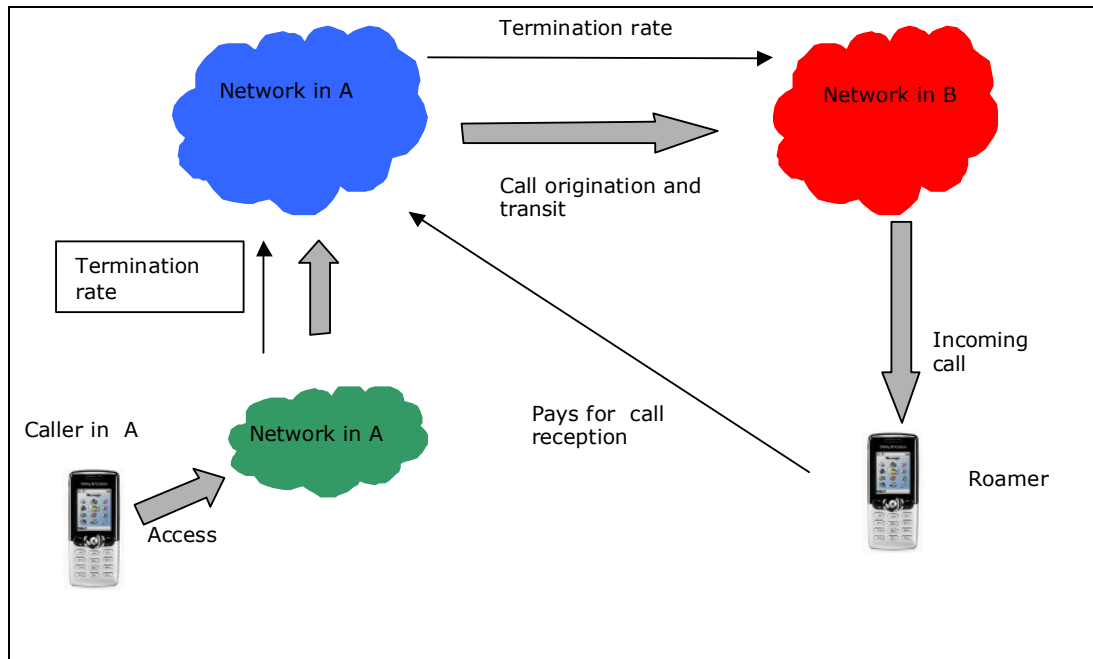 Termination rate
Network in A
Network in B
Call origination and
transit
Termination
rate
Incoming
call
Pays for call
reception
Caller in A
Network in A
Roamer
Access